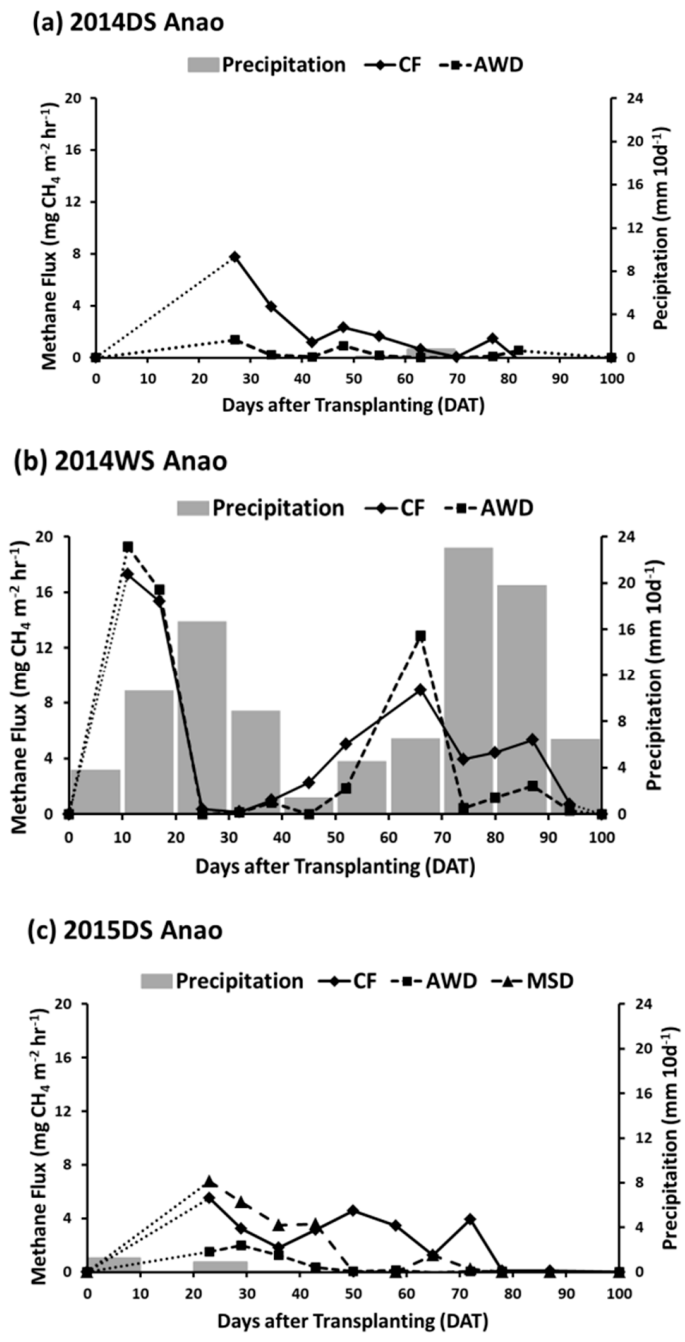 (a) 2014DS Anao
Precipitation CF AWD
Methane Flux (mg CH4 m-2 hr-1)
20
16
12
8
4
0
24
20
16
12
8
4
0
Pecipitation (mm 10d-1)
0 10 20 30 40 50 60 70 80 90 100
Days after Transplanting (DAT)
(b) 2014WS Anao
Precipitation CF AWD
Methane Flux (mg CH4 m-2 hr-1)
20
16
12
8
4
0
24
20
16
12
8
4
0
Precipitation (mm 10d-1)
0 10 20 30 40 50 60 70 80 90 100
Days after Transplanting (DAT)
(c) 2015DS Anao
Precipitation CF AWD MSD
Methane Flux (mg CH4 m-2 hr-1)
20
16
12
8
4
0
24
20
16
12
8
4
0
Precipitaition (mm 10d-1)
0 10 20 30 40 50 60 70 80 90 100
Days after Transplanting (DAT)